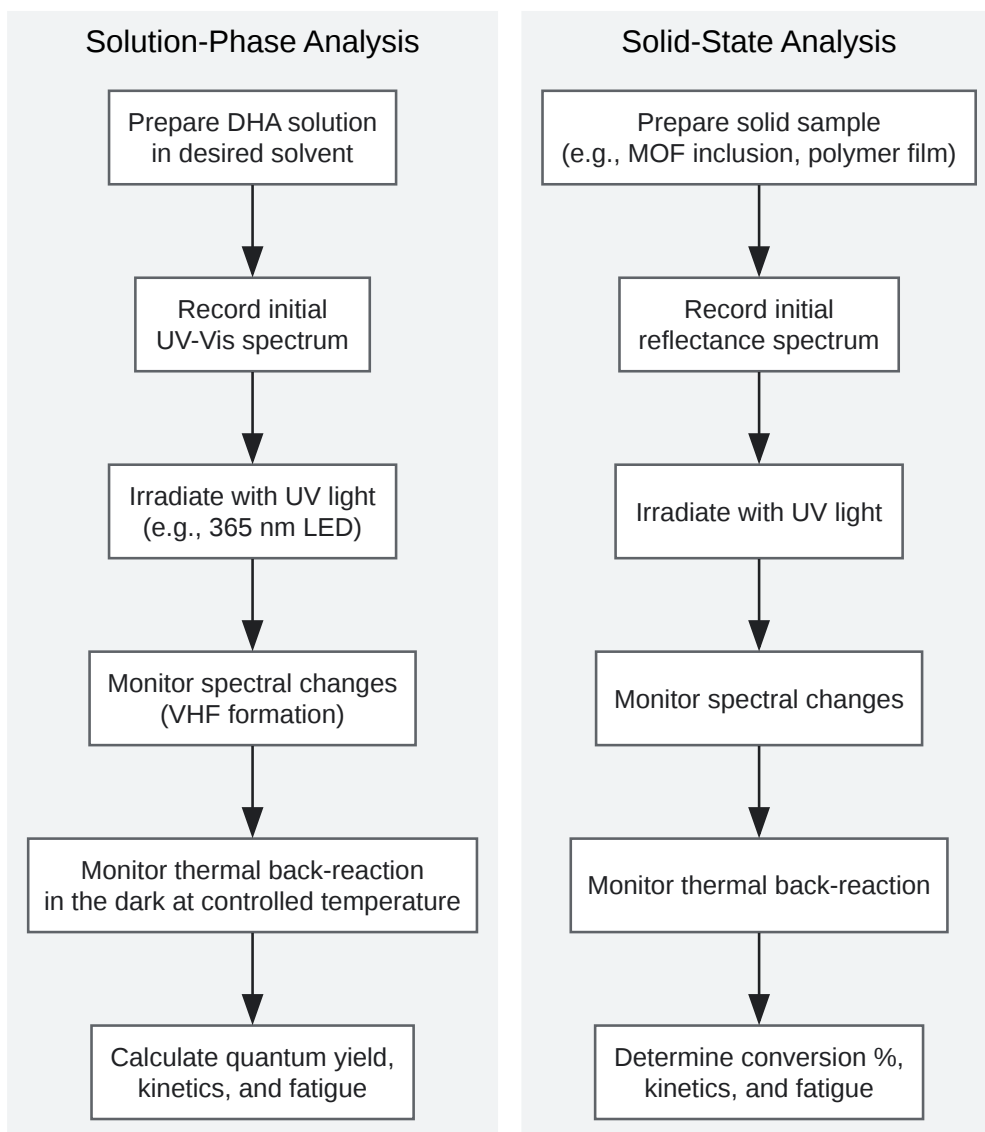 Solution-Phase Analysis
Prepare DHA solution
in desired solvent
Record initial
UV-Vis spectrum
Irradiate with UV light
(e.g., 365 nm LED)
Monitor spectral changes
(VHF formation)
Monitor thermal back-reaction
in the dark at controlled temperature
Calculate quantum yield,
kinetics, and fatigue
Solid-State Analysis
Prepare solid sample
(e.g., MOF inclusion, polymer film)
Record initial
reflectance spectrum
Irradiate with UV light
Monitor spectral changes
Monitor thermal back-reaction
Determine conversion %,
kinetics, and fatigue